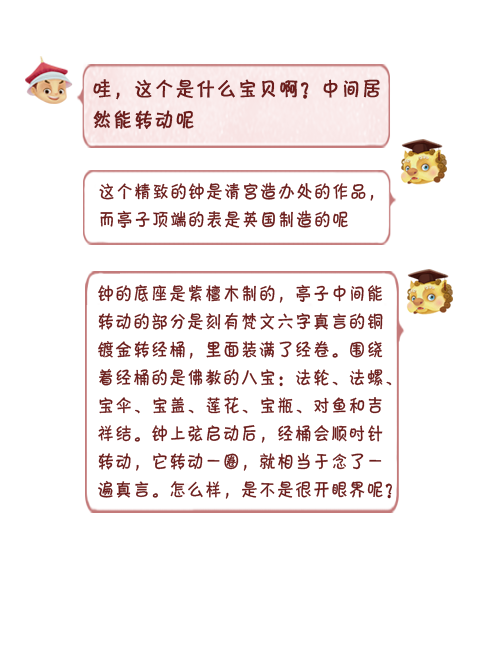 哇，这个是什么宝贝啊？中间居
然能转动呢
这个精致的钟是清宫造办处的作品，
而亭子顶端的表是英国制造的呢
钟的底座是紫檀木制的，亭子中间能
转动的部分是刻有梵文六字真言的铜
镀金转经桶，里面装满了经卷。围绕
着经桶的是佛教的八宝：法轮、法螺、
宝伞、宝盖、莲花、宝瓶、对鱼和吉
祥结。钟上弦启动后，经桶会顺时针
转动，它转动一圈，就相当于念了一
遍真言。怎么样，是不是很开眼界呢？